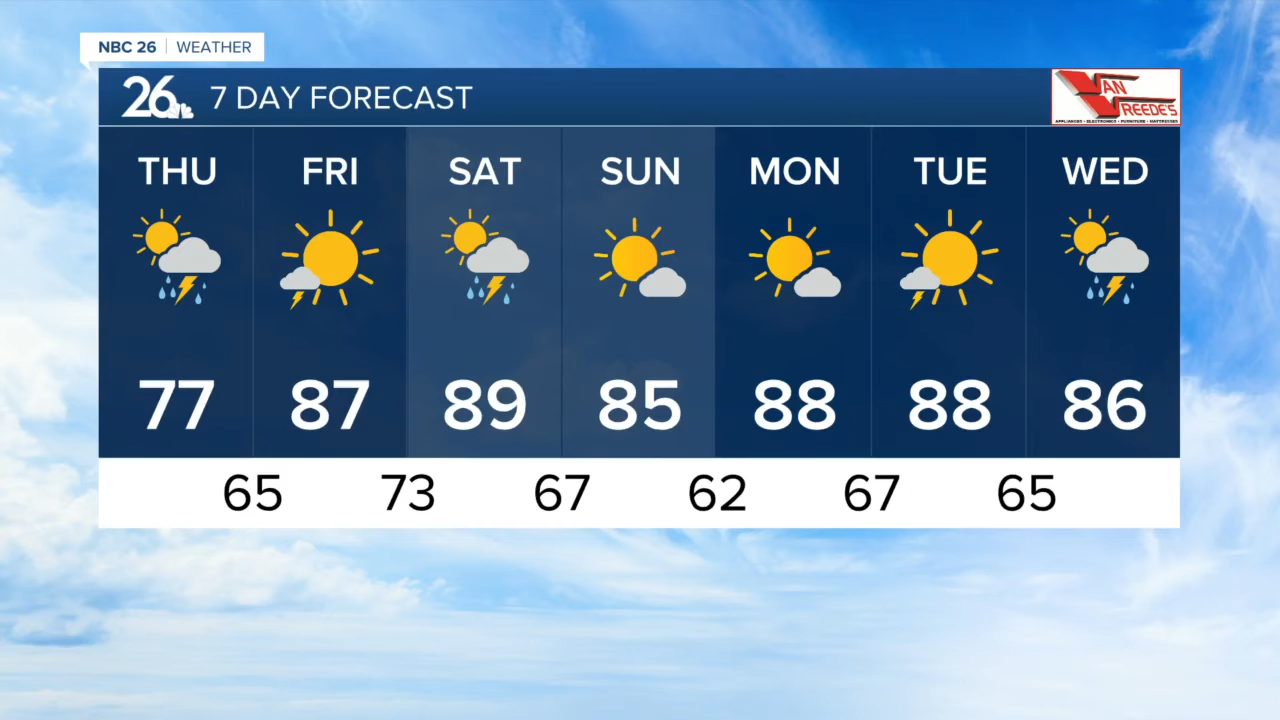 NBC 26 | WEATHER
26 7 DAY FORECAST
VAN VREEDE'S
APPLIANCES • ELECTRONICS • FURNITURE • MATTRESSES
THU FRI SAT SUN MON TUE WED
77 87 89 85 88 88 86
65 73 67 62 67 65